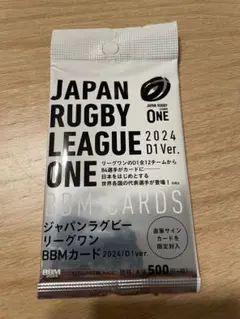 JAPAN
RUGBY
LEAGUE
ONE
JAPAN RUGBY
ONE
2024
D1 Ver.
リーグワンのD1全12チームから
84選手がカードに——
日本をはじめとする
世界各国の代表選手が登場！
BBM CARDS
ジャパンラグビー
リーグワン
BBMカード 2024/D1ver.
直筆サイン
カードを
限定封入
BBM
500